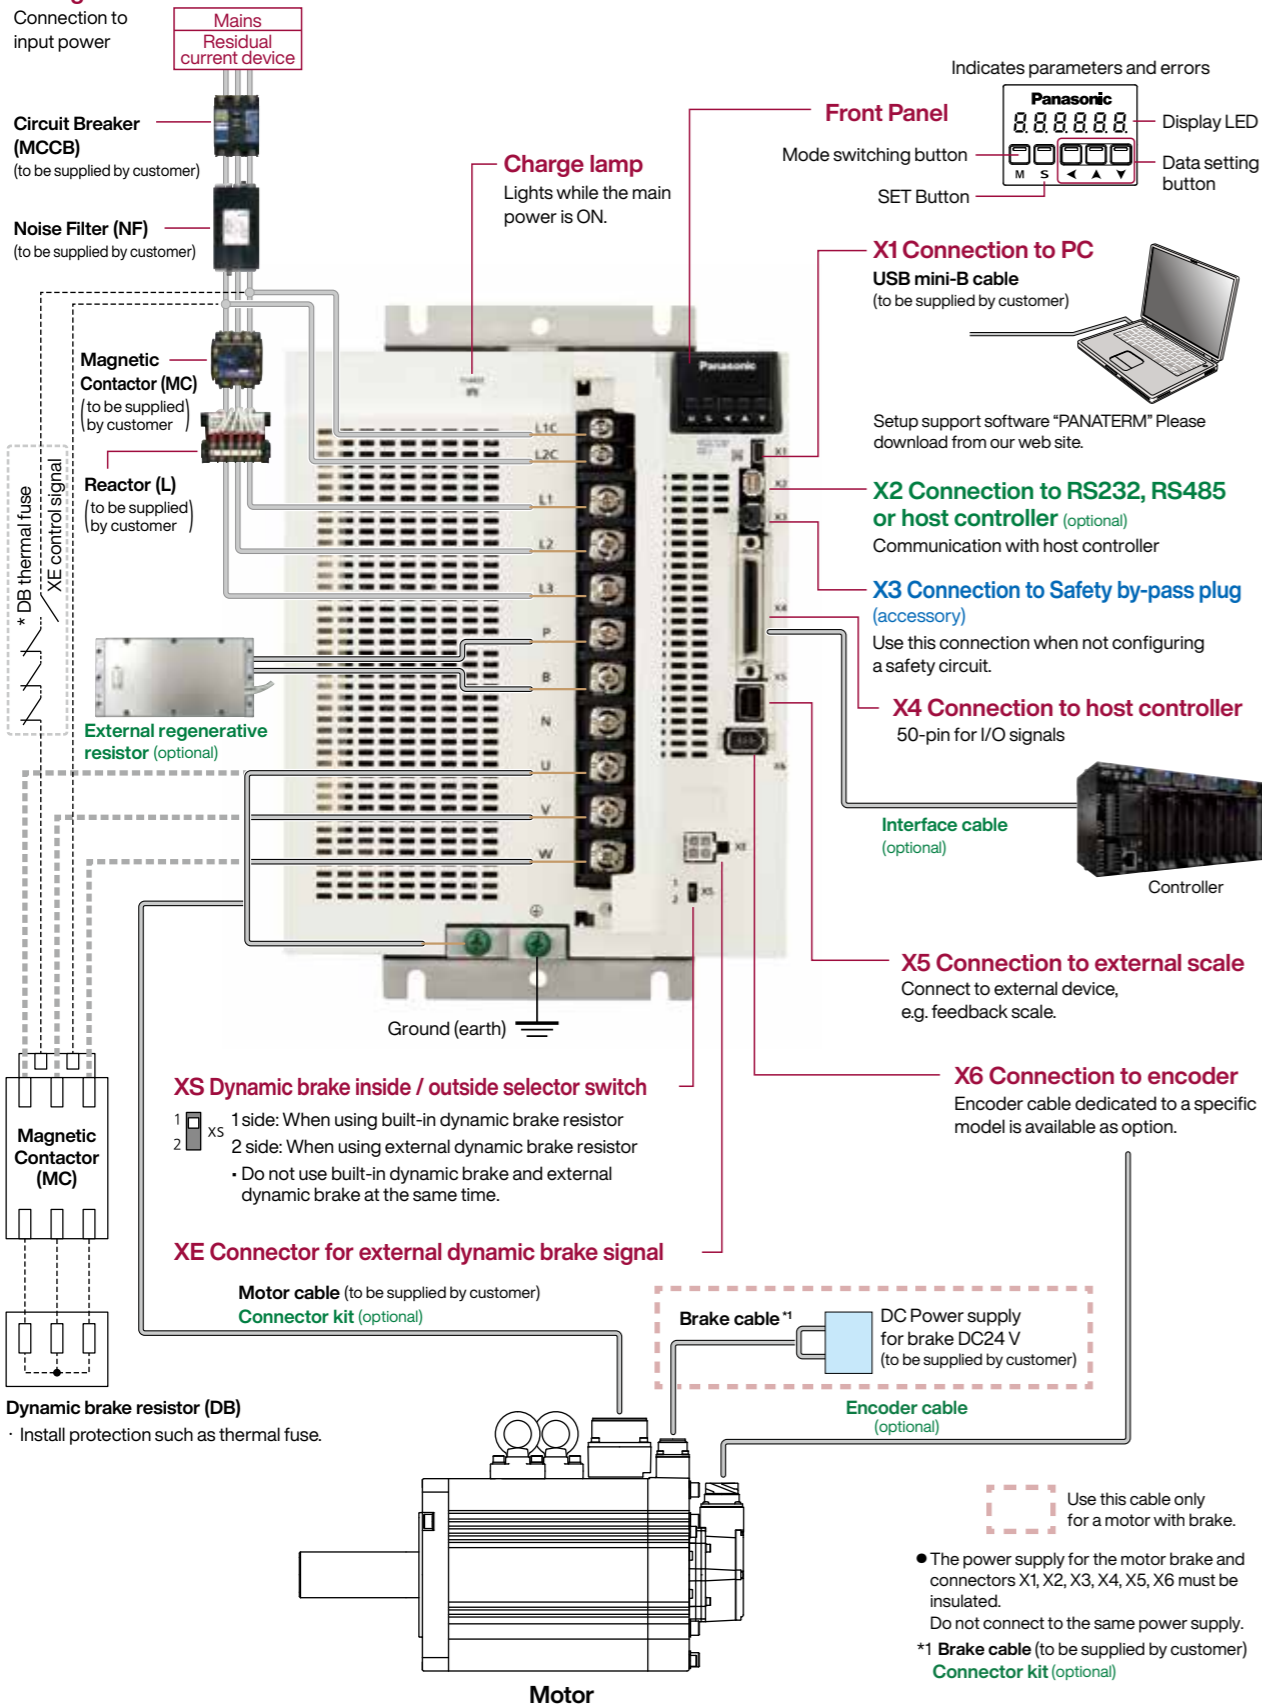 Connection to
input power
Mains
Residual
current device
Circuit Breaker
(MCCB)
(to be supplied by customer)
Noise Filter (NF)
(to be supplied by customer)
Magnetic
Contactor (MC)
(to be supplied
by customer)
Reactor (L)
(to be supplied
by customer)
* DB thermal fuse
XE control signal
External regenerative
resistor (optional)
Charge lamp
Lights while the main
power is ON.
Front Panel
Indicates parameters and errors
Panasonic
8.8.8.8.8.8.
M S
Display LED
Mode switching button
SET Button
Data setting
button
X1 Connection to PC
USB mini-B cable
(to be supplied by customer)
Setup support software “PANATERM” Please
download from our web site.
X2 Connection to RS232, RS485
or host controller (optional)
Communication with host controller
X3 Connection to Safety by-pass plug
(accessory)
Use this connection when not configuring
a safety circuit.
X4 Connection to host controller
50-pin for I/O signals
Interface cable
(optional)
Controller
X5 Connection to external scale
Connect to external device,
e.g. feedback scale.
X6 Connection to encoder
Encoder cable dedicated to a specific
model is available as option.
Panasonic
M S
L1C
L2C
L1
L2
L3
P
B
N
U
V
W
X1
X2
X3
X4
X5
X6
XE
1
2
XS
Ground (earth)
XS Dynamic brake inside / outside selector switch
1
2
XS
1 side: When using built-in dynamic brake resistor
2 side: When using external dynamic brake resistor
• Do not use built-in dynamic brake and external
dynamic brake at the same time.
XE Connector for external dynamic brake signal
Magnetic
Contactor
(MC)
Dynamic brake resistor (DB)
· Install protection such as thermal fuse.
Motor cable (to be supplied by customer)
Connector kit (optional)
Brake cable *1
DC Power supply
for brake DC24 V
(to be supplied by customer)
Encoder cable
(optional)
Use this cable only
for a motor with brake.
● The power supply for the motor brake and
connectors X1, X2, X3, X4, X5, X6 must be
insulated.
Do not connect to the same power supply.
*1 Brake cable (to be supplied by customer)
Connector kit (optional)
Motor